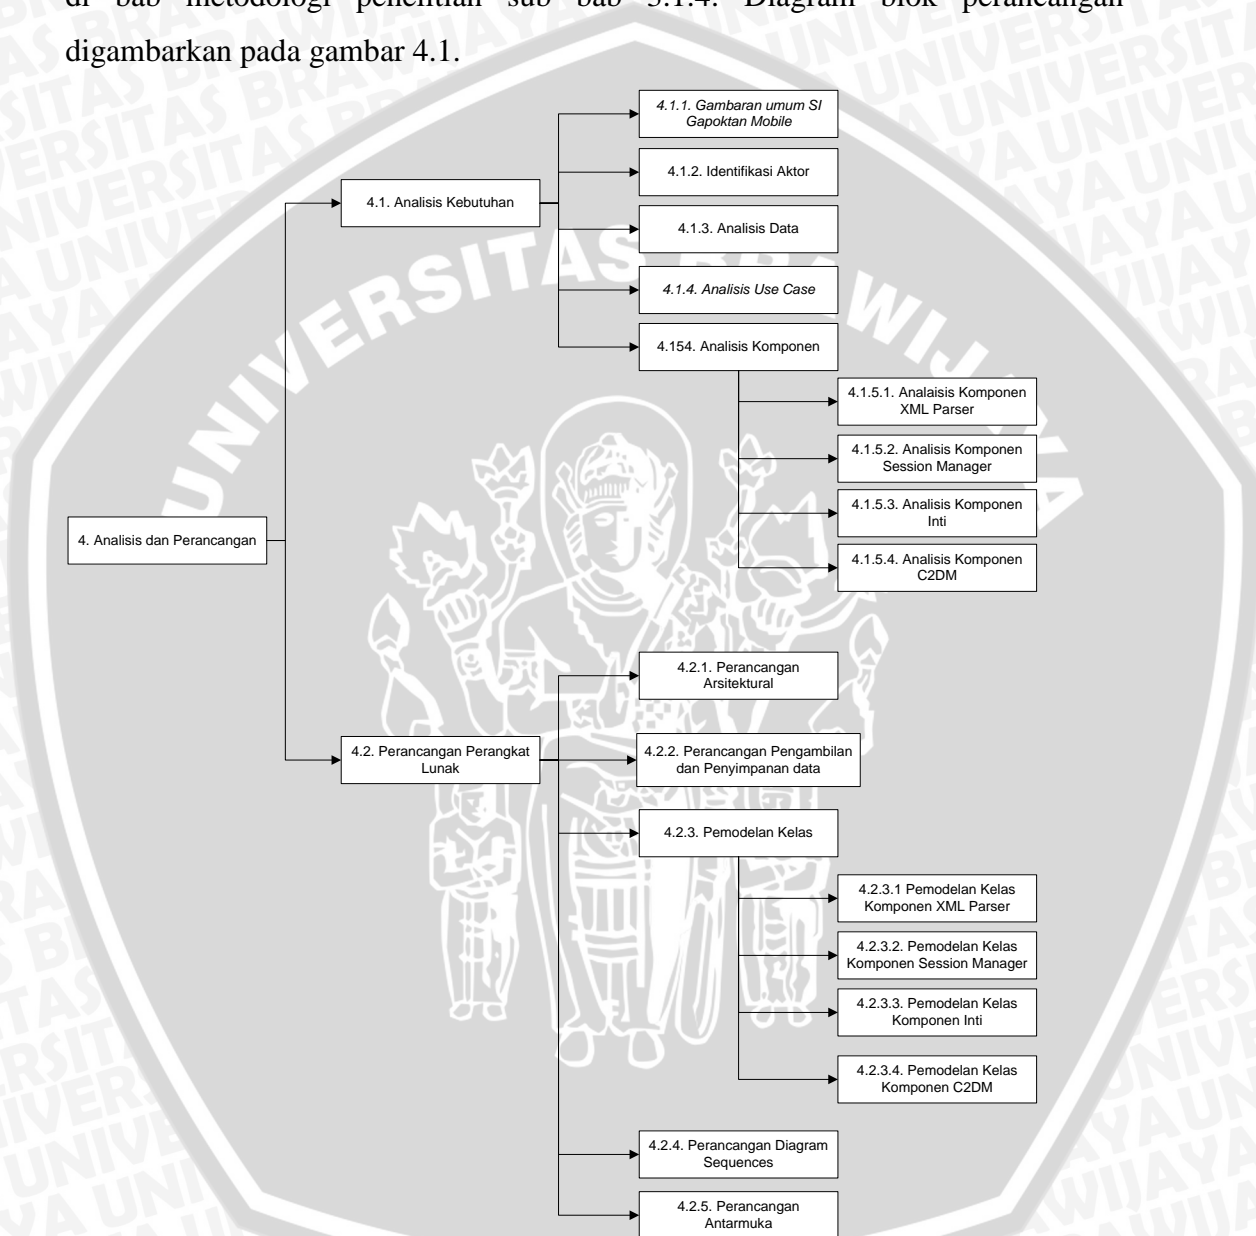 di bab metodologi penelitian sub bab 3.1.4. Diagram blok perancangan
digambarkan pada gambar 4.1.
4. Analisis dan Perancangan
4.1. Analisis Kebutuhan
4.1.1. Gambaran umum SI
Gapoktan Mobile
4.1.2. Identifikasi Aktor
4.1.3. Analisis Data
4.1.4. Analisis Use Case
4.154. Analisis Komponen
4.1.5.1. Analaisis Komponen
XML Parser
4.1.5.2. Analisis Komponen
Session Manager
4.1.5.3. Analisis Komponen
Inti
4.1.5.4. Analisis Komponen
C2DM
4.2. Perancangan Perangkat
Lunak
4.2.1. Perancangan
Arsitektural
4.2.2. Perancangan Pengambilan
dan Penyimpanan data
4.2.3. Pemodelan Kelas
4.2.3.1 Pemodelan Kelas
Komponen XML Parser
4.2.3.2. Pemodelan Kelas
Komponen Session Manager
4.2.3.3. Pemodelan Kelas
Komponen Inti
4.2.3.4. Pemodelan Kelas
Komponen C2DM
4.2.4. Perancangan Diagram
Sequences
4.2.5. Perancangan
Antarmuka
UNIVERSITAS BRAWIJAYA